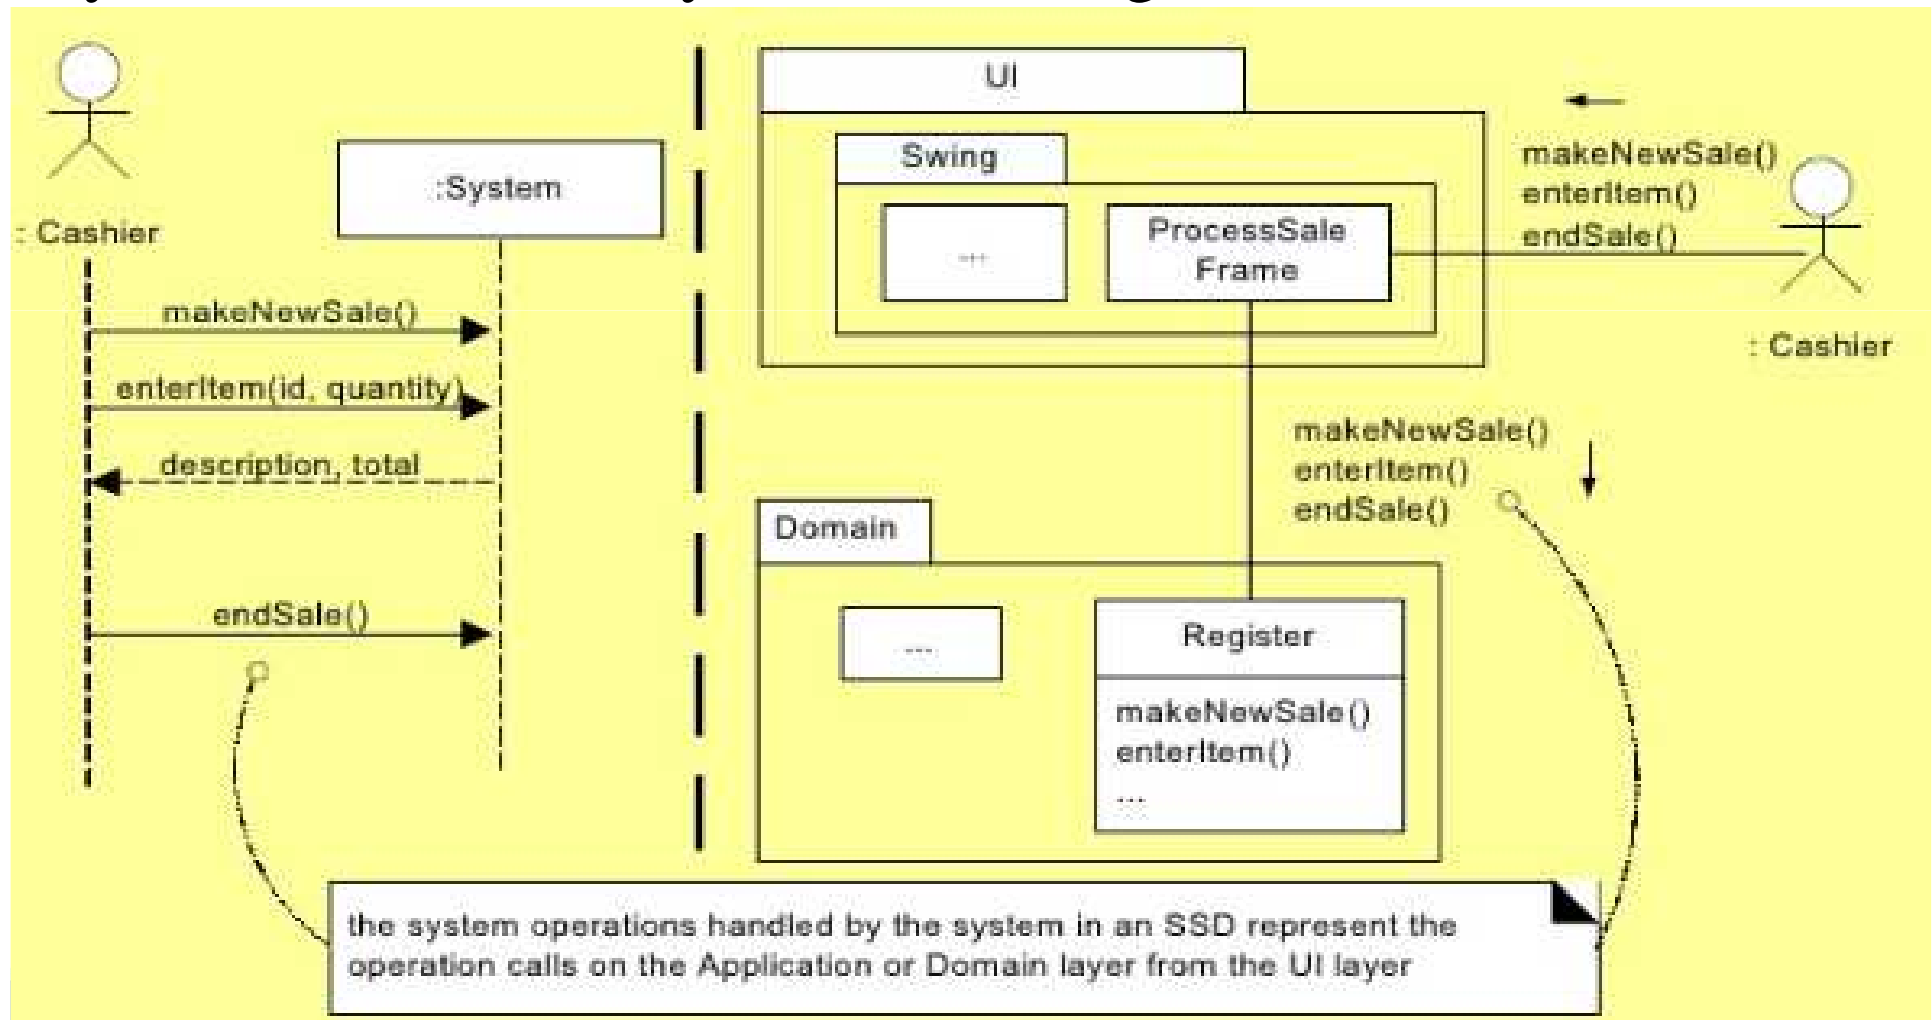 : Cashier
:System
makeNewSale()
enterItem(id, quantity)
description, total
endSale()
UI
Swing
...
ProcessSale
Frame
makeNewSale()
enterItem()
endSale()
: Cashier
makeNewSale()
enterItem()
endSale()
Domain
...
Register
makeNewSale()
enterItem()
...
the system operations handled by the system in an SSD represent the
operation calls on the Application or Domain layer from the UI layer